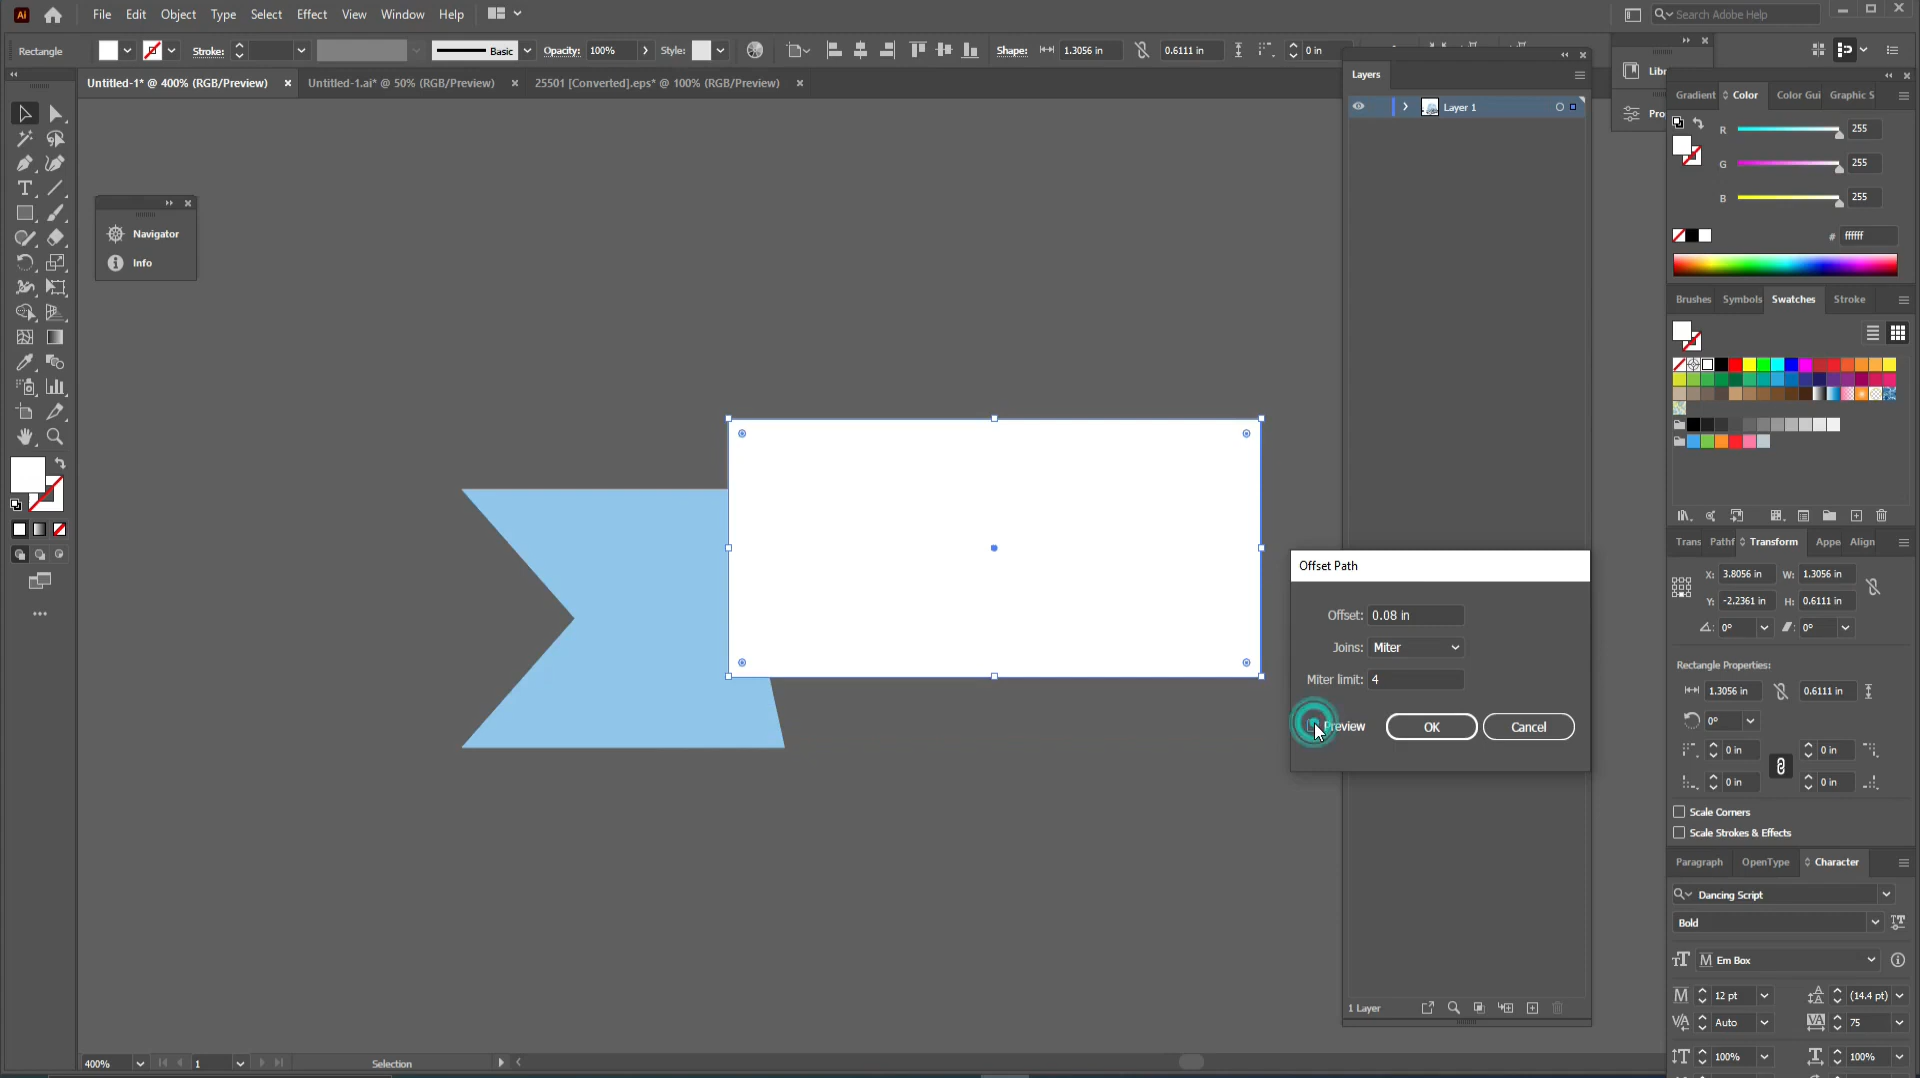 Ai File Edit Object Type Select Effect View Window Help Search Adobe Help
Rectangle Stroke: Basic Opacity: 100% Style: Shape: 1.3056 in 0.6111 in 0 in
Untitled-1* @ 400% (RGB/Preview) × Untitled-1.ai* @ 50% (RGB/Preview) × 25501 [Converted].eps* @ 100% (RGB/Preview) ×
Layers
Layer 1
Navigator
Info
Libr
Pro
Gradient Color Color Gui Graphic S
R 255
G 255
B 255
# ffffff
Brushes Symbols Swatches Stroke
Trans Pathf Transform Appe Align
X: 3.8056 in W: 1.3056 in
Y: -2.2361 in H: 0.6111 in
0° 0°
Rectangle Properties:
1.3056 in 0.6111 in
0°
0 in 0 in
0 in 0 in
Scale Corners
Scale Strokes & Effects
Offset Path
Offset: 0.08 in
Joins: Miter
Miter limit: 4
Preview OK Cancel
Paragraph OpenType Character
Dancing Script
Bold
Em Box
12 pt (14.4 pt)
Auto 75
100% 100%
1 Layer
400% 1 Selection